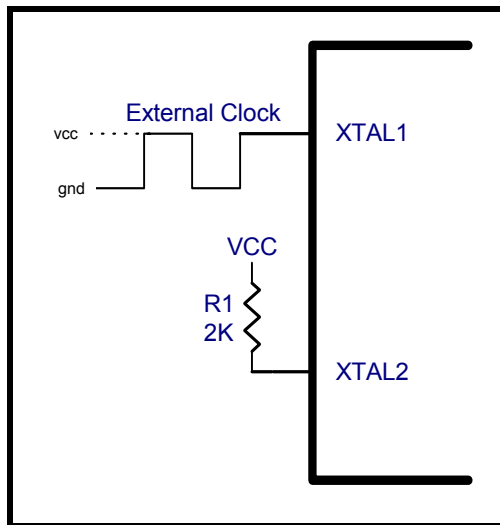 External Clock
vcc
XTAL1
gnd
VCC
R1
2K
XTAL2